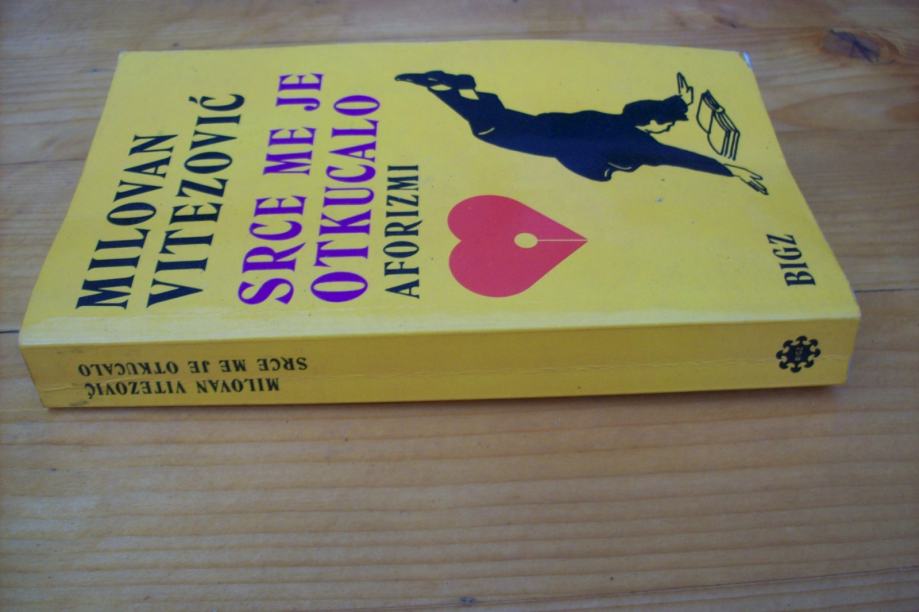 MILOVAN
VITEZOVIĆ
SRCE ME JE
OTKUCALO
AFORIZMI
BIGZ
MILOVAN VITEZOVIĆ
SRCE ME JE OTKUCALO